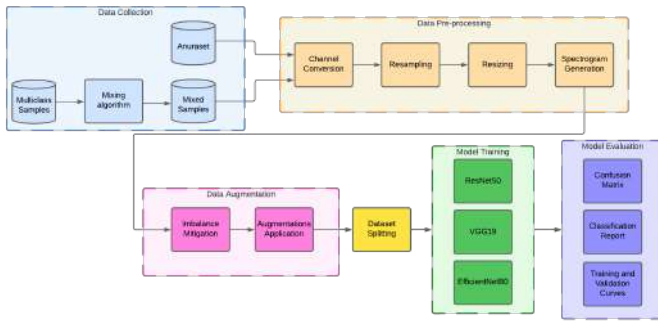 Data Collection
Anuraset
Multiclass
Samples
Mixing
algorithm
Mixed
Samples
Data Pre-processing
Channel
Conversion
Resampling
Resizing
Spectrogram
Generation
Data Augmentation
Imbalance
Mitigation
Augmentations
Application
Dataset
Splitting
Model Training
ResNet50
VGG19
EfficientNetB0
Model Evaluation
Confusion
Matrix
Classification
Report
Training and
Validation
Curves